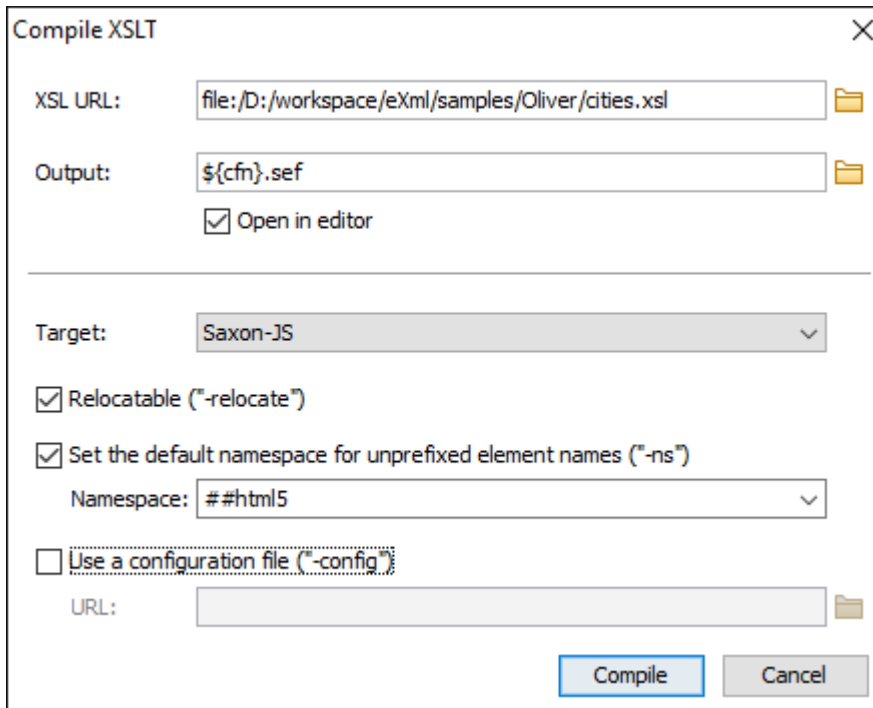 Compile XSLT
XSL URL: file:/D:/workspace/eXml/samples/Oliver/cities.xsl
Output: ${cfn}.sef
Open in editor
Target: Saxon-JS
Relocatable ("-relocate")
Set the default namespace for unprefixed element names ("-ns")
Namespace: ##html5
Use a configuration file ("-config")
URL:
Compile Cancel